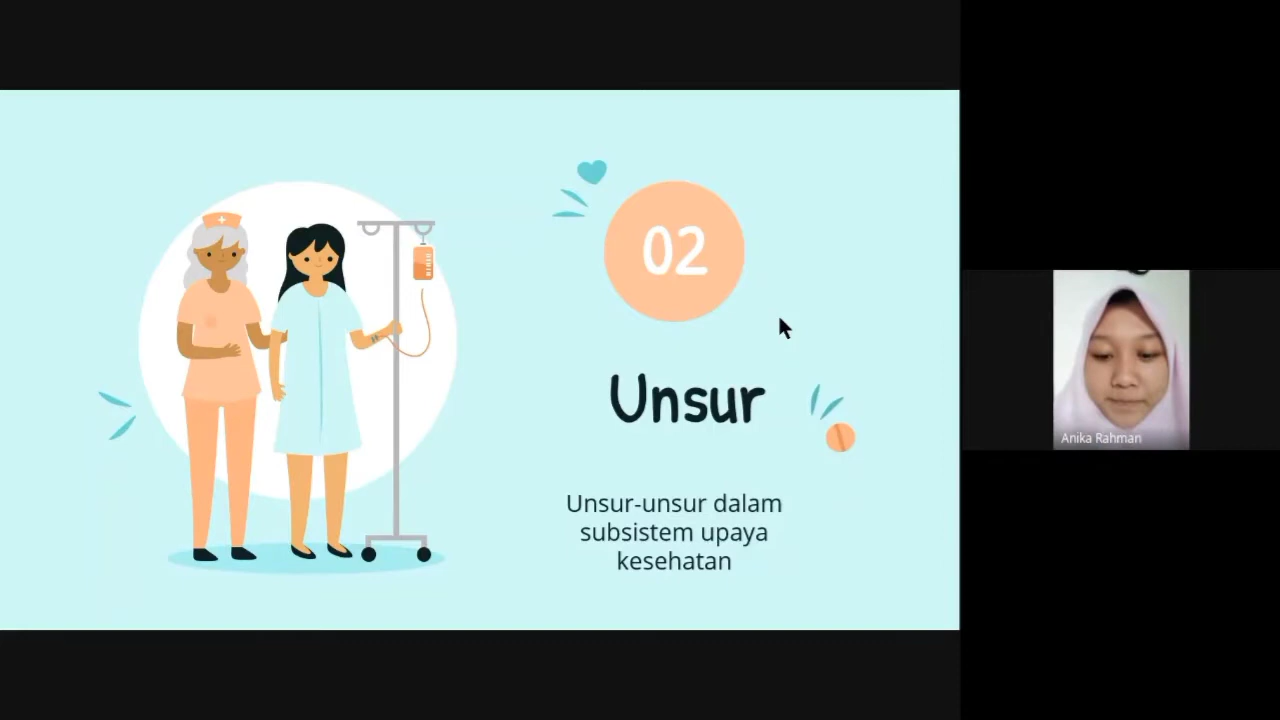 02
Unsur
Unsur-unsur dalam
subsistem upaya
kesehatan
Anika Rahman